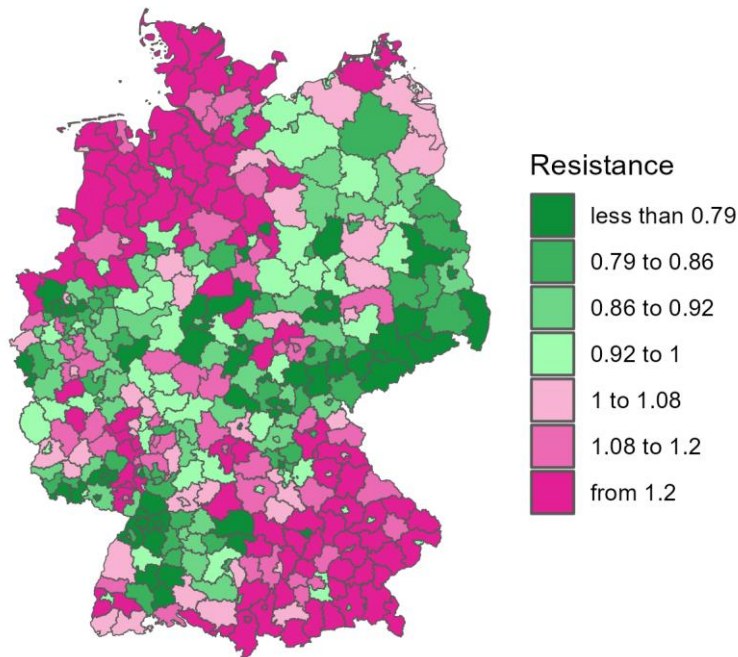 Resistance
less than 0.79
0.79 to 0.86
0.86 to 0.92
0.92 to 1
1 to 1.08
1.08 to 1.2
from 1.2